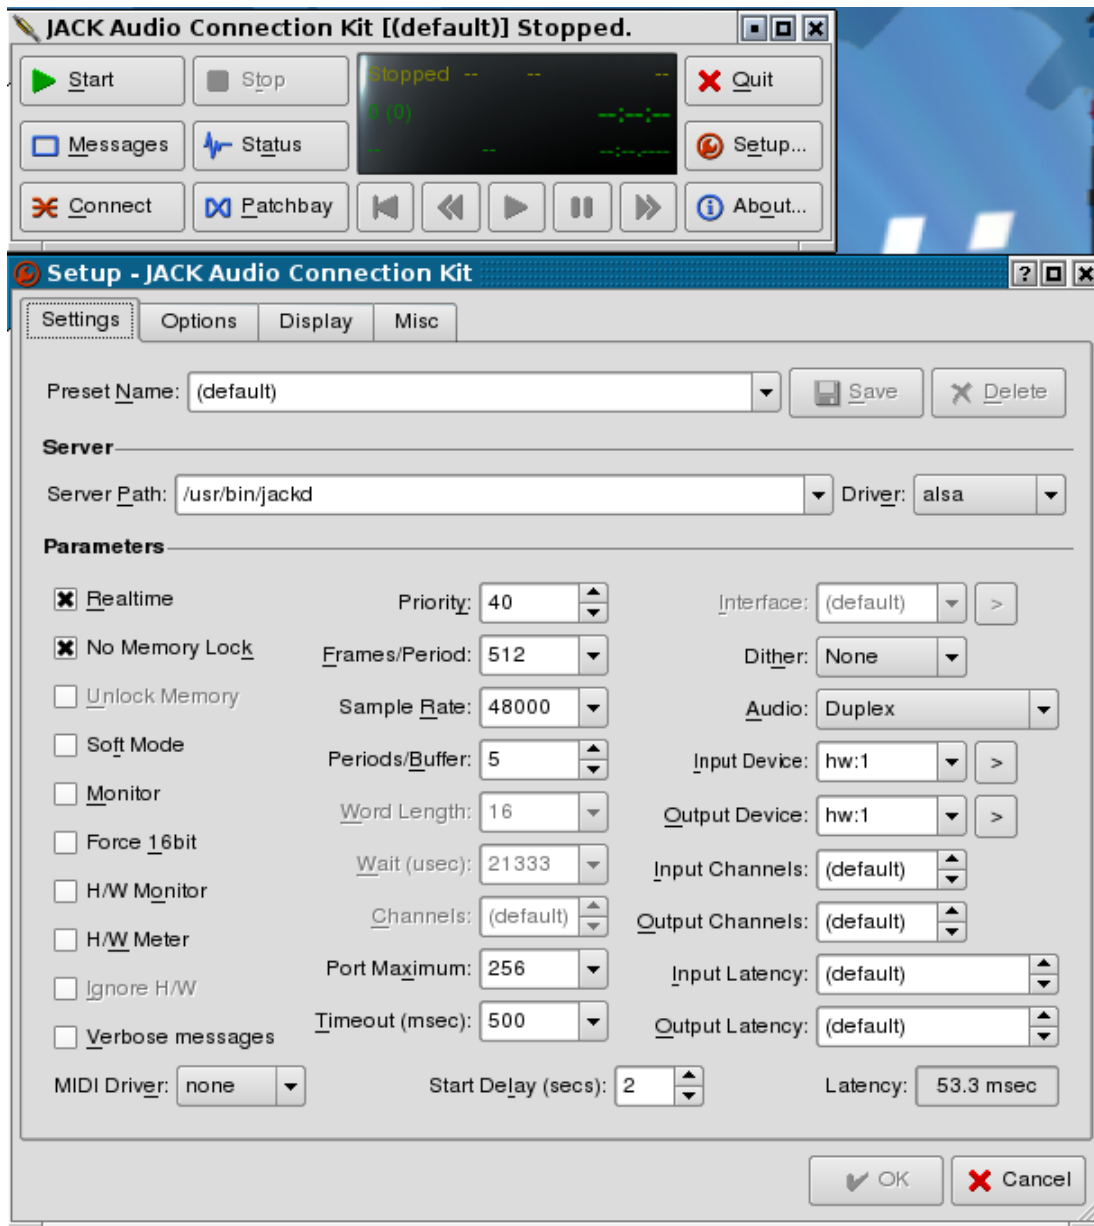 JACK Audio Connection Kit [(default)] Stopped.
Start Stop Stopped -- -- -- Quit
(0) --:--:--
Messages Status -- -- --:--.---- Setup...
Connect Patchbay About...
Setup - JACK Audio Connection Kit
Settings Options Display Misc
Preset Name: (default) Save Delete
Server
Server Path: /usr/bin/jackd Driver: alsa
Parameters
Realtime Priority: 40 Interface: (default) >
No Memory Lock Frames/Period: 512 Dither: None
Unlock Memory Sample Rate: 48000 Audio: Duplex
Soft Mode Periods/Buffer: 5 Input Device: hw:1 >
Monitor Word Length: 16 Output Device: hw:1 >
Force 16bit Wait (usec): 21333 Input Channels: (default)
H/W Monitor Channels: (default) Output Channels: (default)
H/W Meter Port Maximum: 256 Input Latency: (default)
Ignore H/W Timeout (msec): 500 Output Latency: (default)
Verbose messages
MIDI Driver: none Start Delay (secs): 2 Latency: 53.3 msec
OK Cancel